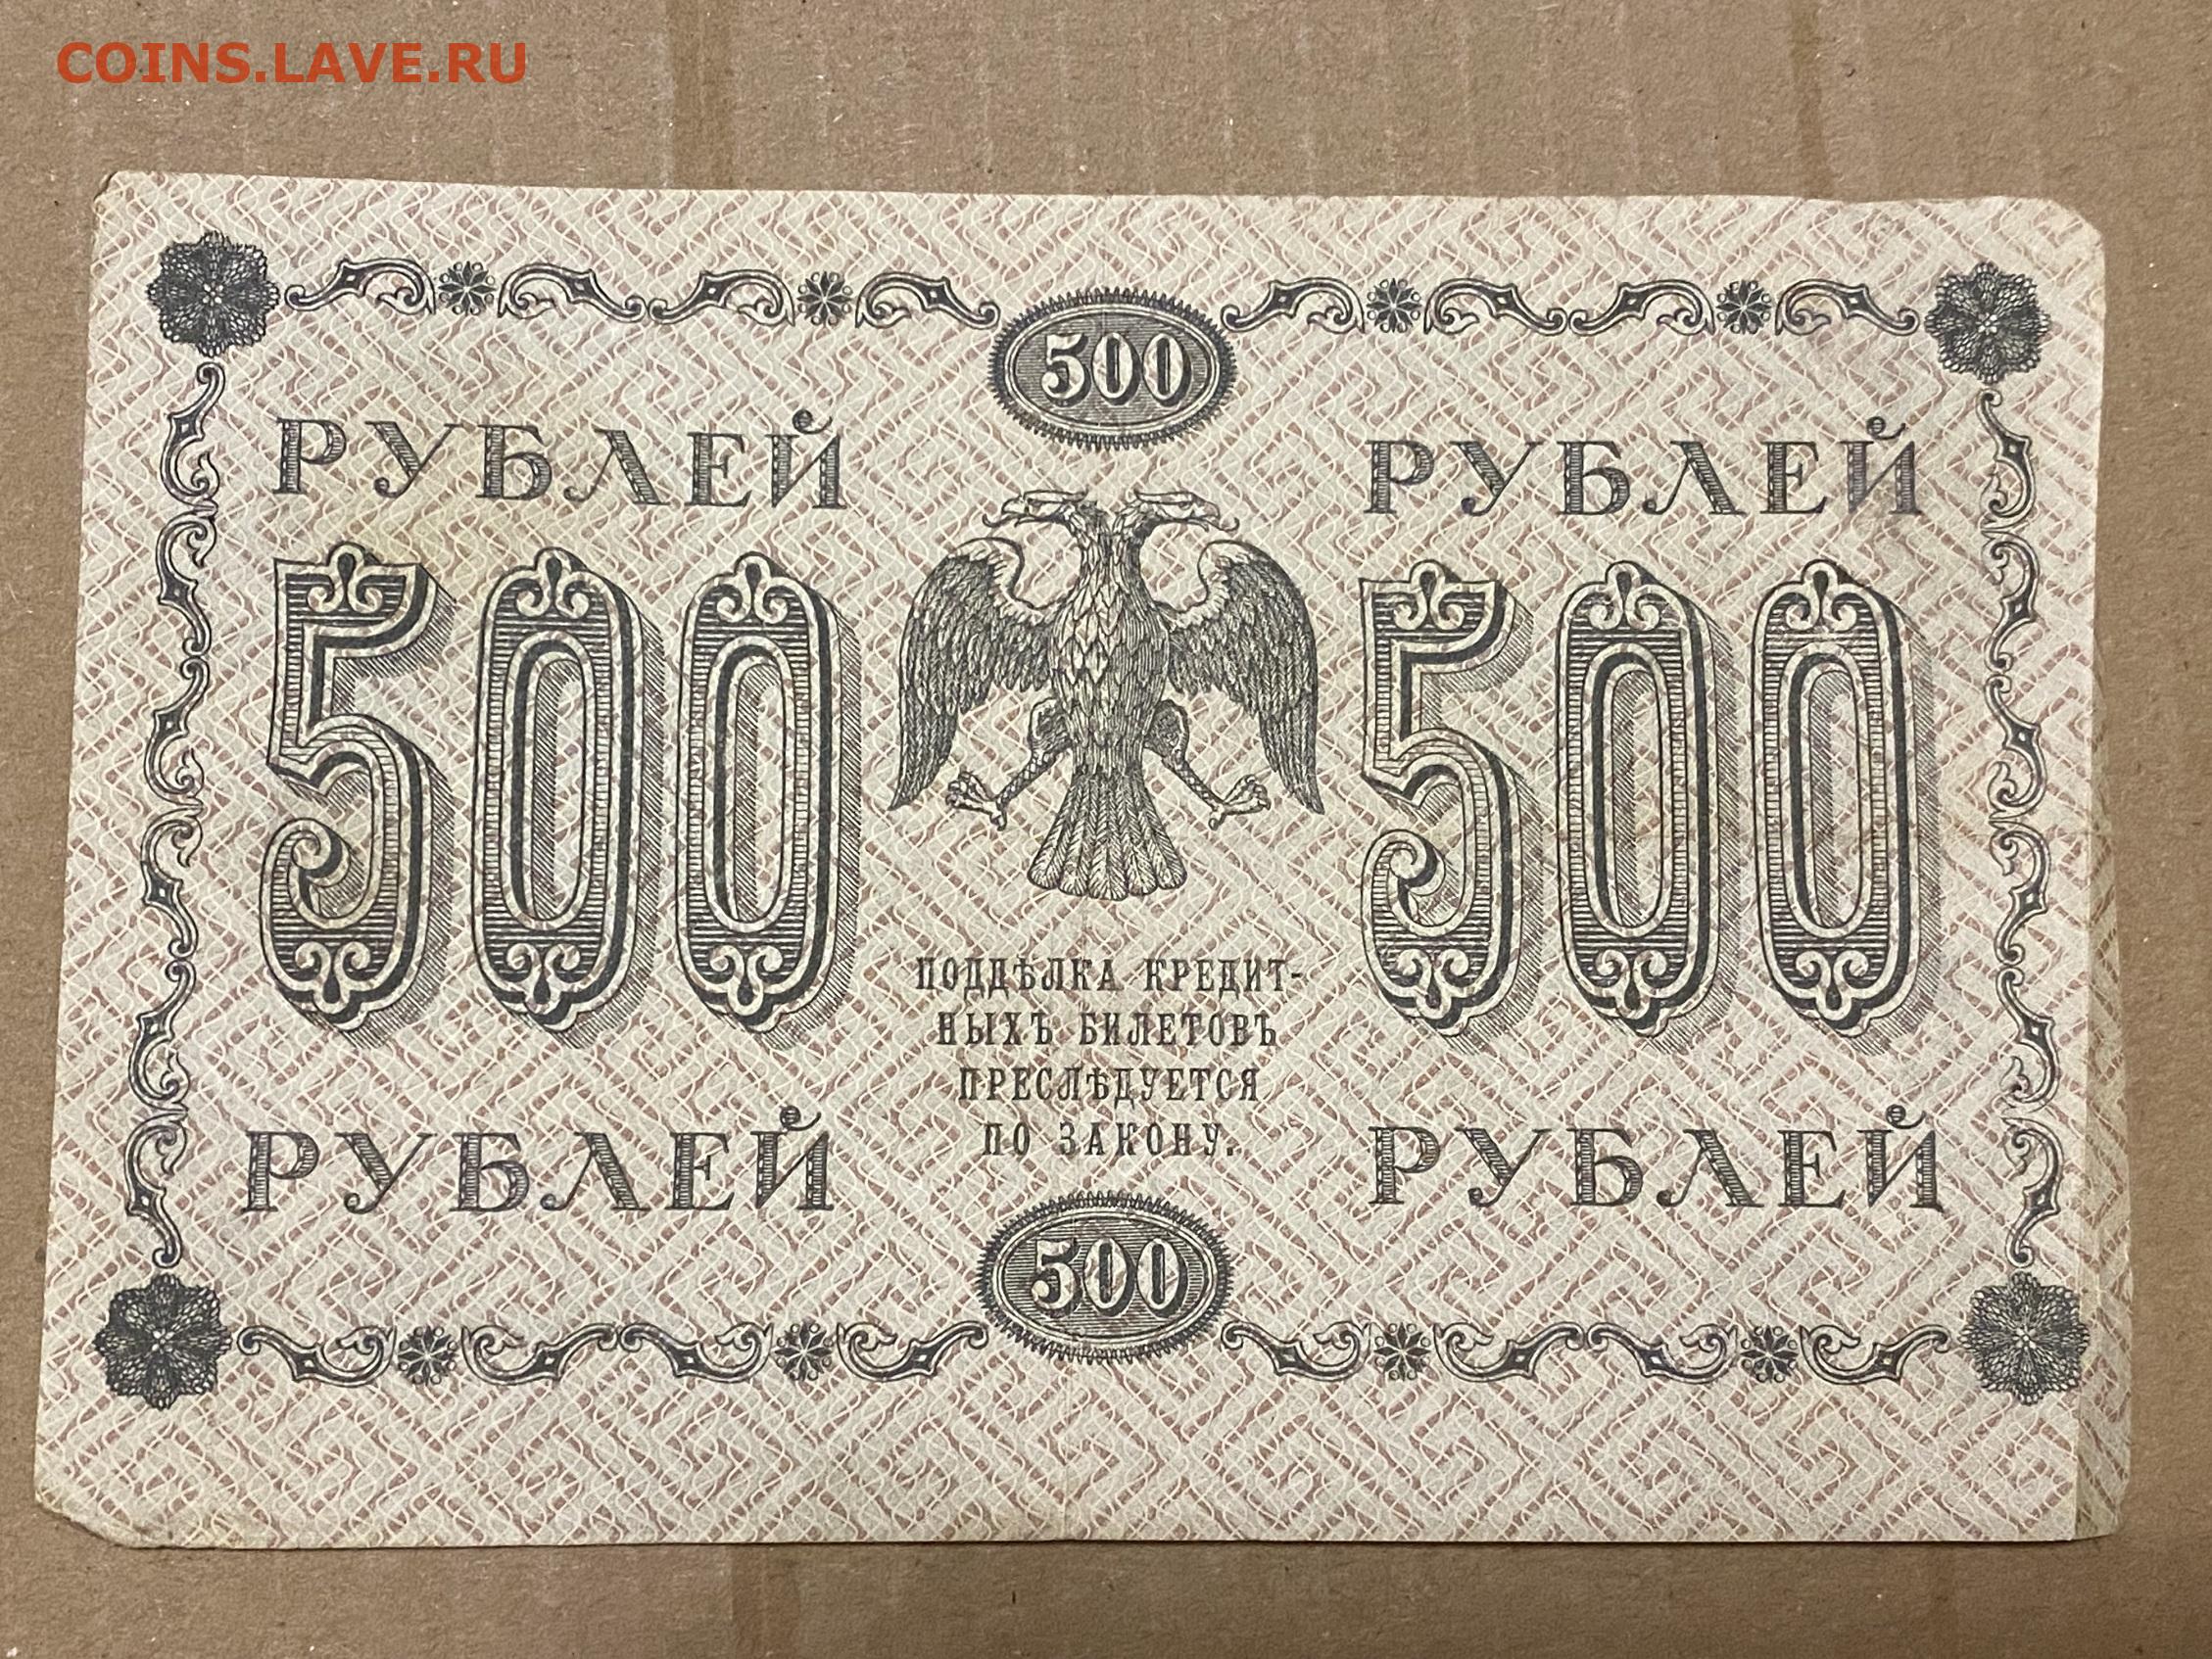 COINS.LAVE.RU
500
РУБЛЕЙ РУБЛЕЙ
500 500
ПОДДѢЛКА КРЕДИТ-
НЫХЪ БИЛЕТОВЪ
ПРЕСЛѢДУЕТСЯ
ПО ЗАКОНУ.
РУБЛЕЙ РУБЛЕЙ
500